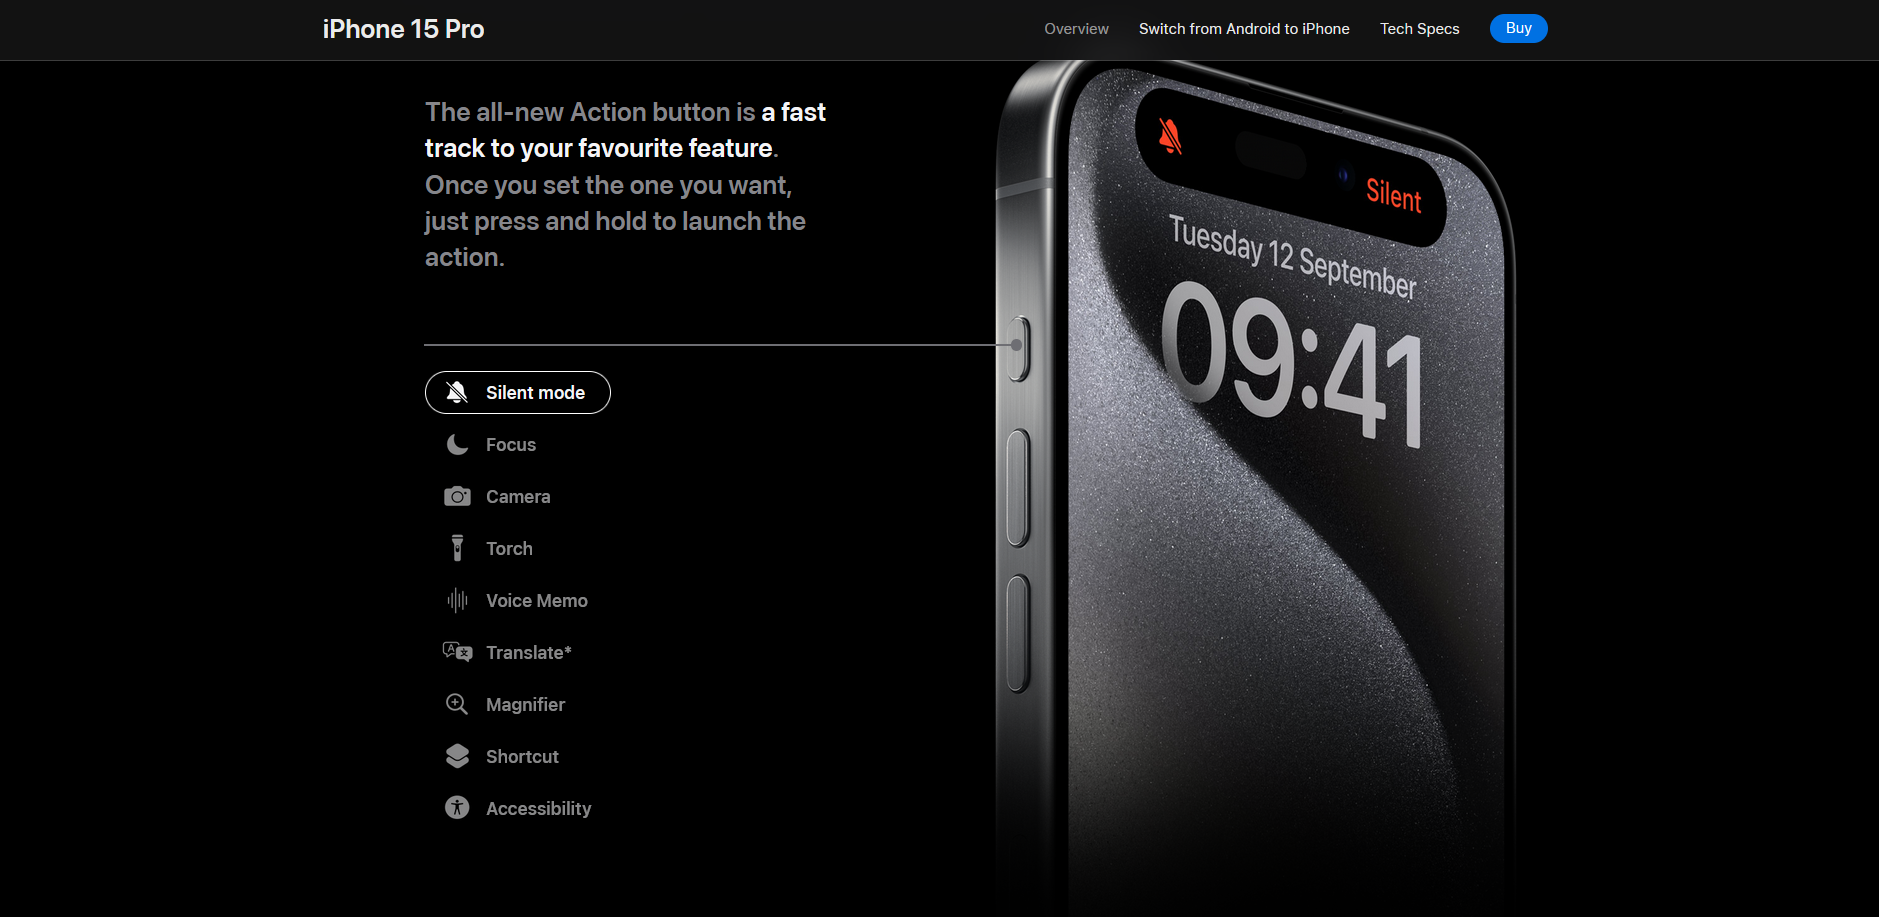 iPhone 15 Pro
Overview
Switch from Android to iPhone
Tech Specs
Buy
The all-new Action button is a fast
track to your favourite feature.
Once you set the one you want,
just press and hold to launch the
action.
Silent mode
Focus
Camera
Torch
Voice Memo
Translate*
Magnifier
Shortcut
Accessibility
Silent
Tuesday 12 September
09:41